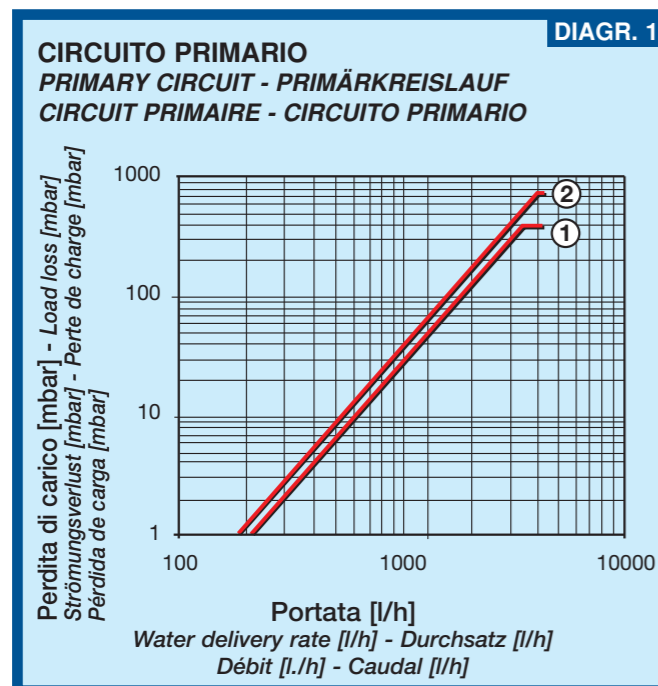 DIAGR. 1
CIRCUITO PRIMARIO
PRIMARY CIRCUIT - PRIMÄRKREISLAUF
CIRCUIT PRIMAIRE - CIRCUITO PRIMARIO
Perdita di carico [mbar] - Load loss [mbar]
Strömungsverlust [mbar] - Perte de charge [mbar]
Pérdida de carga [mbar]
1000
100
10
1
2
1
100 1000 10000
Portata [l/h]
Water delivery rate [l/h] - Durchsatz [l/h]
Débit [l./h] - Caudal [l/h]